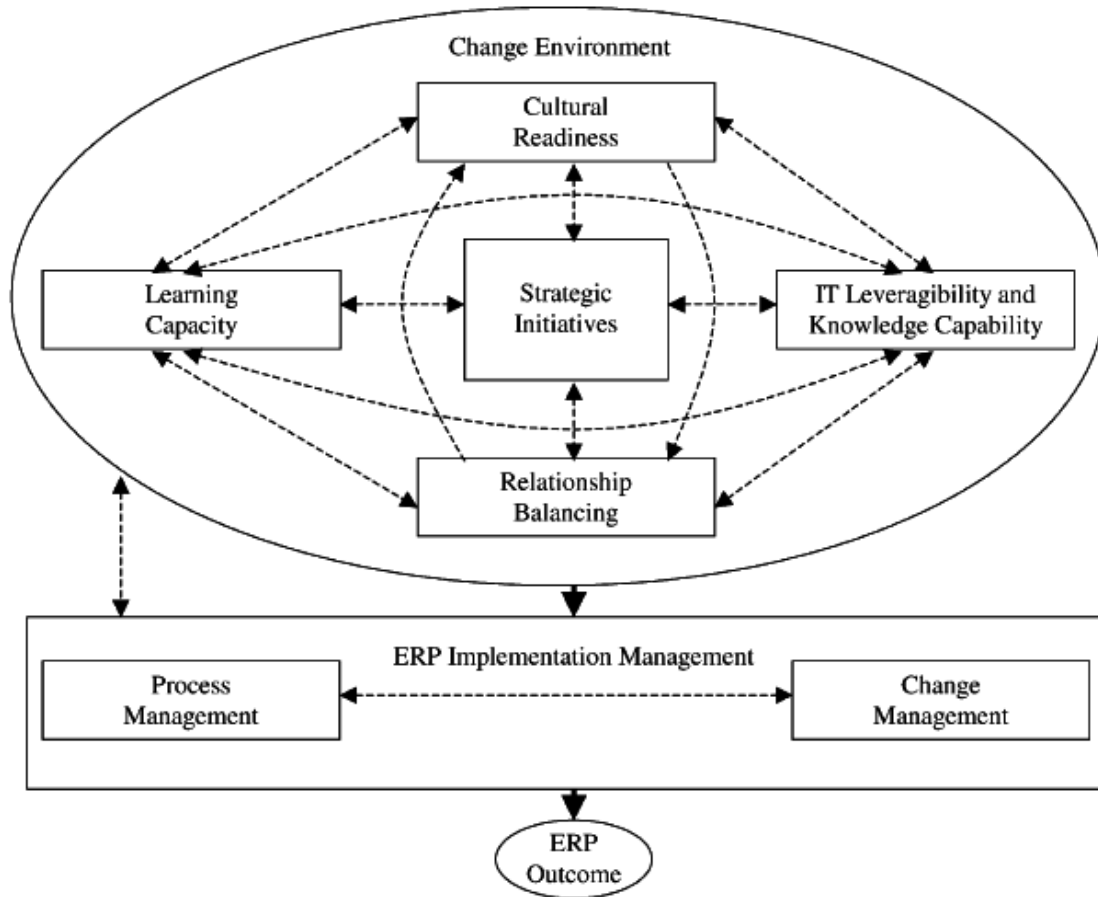 Change Environment
Cultural
Readiness
Learning
Capacity
Strategic
Initiatives
IT Leveragibility and
Knowledge Capability
Relationship
Balancing
ERP Implementation Management
Process
Management
Change
Management
ERP
Outcome